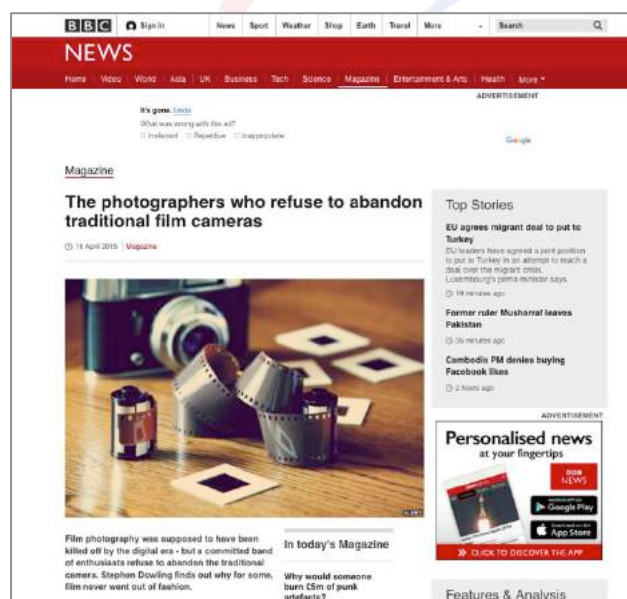 BBC Sign in News Sport Weather Shop Earth Travel More Search
NEWS
Home Video World Asia UK Business Tech Science Magazine Entertainment & Arts Health More
ADVERTISEMENT
It's gone. Undo
What was wrong with this ad?
Irrelevant Repetitive Inappropriate
Google
Magazine
The photographers who refuse to abandon
traditional film cameras
April 2015 Magazine
ALAMY
Film photography was supposed to have been
killed off by the digital era - but a committed band
of enthusiasts refuse to abandon the traditional
camera. Stephen Dowling finds out why for some,
film never went out of fashion.
In today's Magazine
Why would someone
burn £5m of punk
artefacts?
Top Stories
EU agrees migrant deal to put to
Turkey
EU leaders have agreed a joint position
to put to Turkey in an attempt to reach a
deal over the migrant crisis,
Luxembourg's prime minister says.
19 minutes ago
Former ruler Musharraf leaves
Pakistan
minutes ago
Cambodia PM denies buying
Facebook likes
2 hours ago
ADVERTISEMENT
Personalised news
at your fingertips
BBC
NEWS
Google Play
App Store
CLICK TO DISCOVER THE APP
Features & Analysis